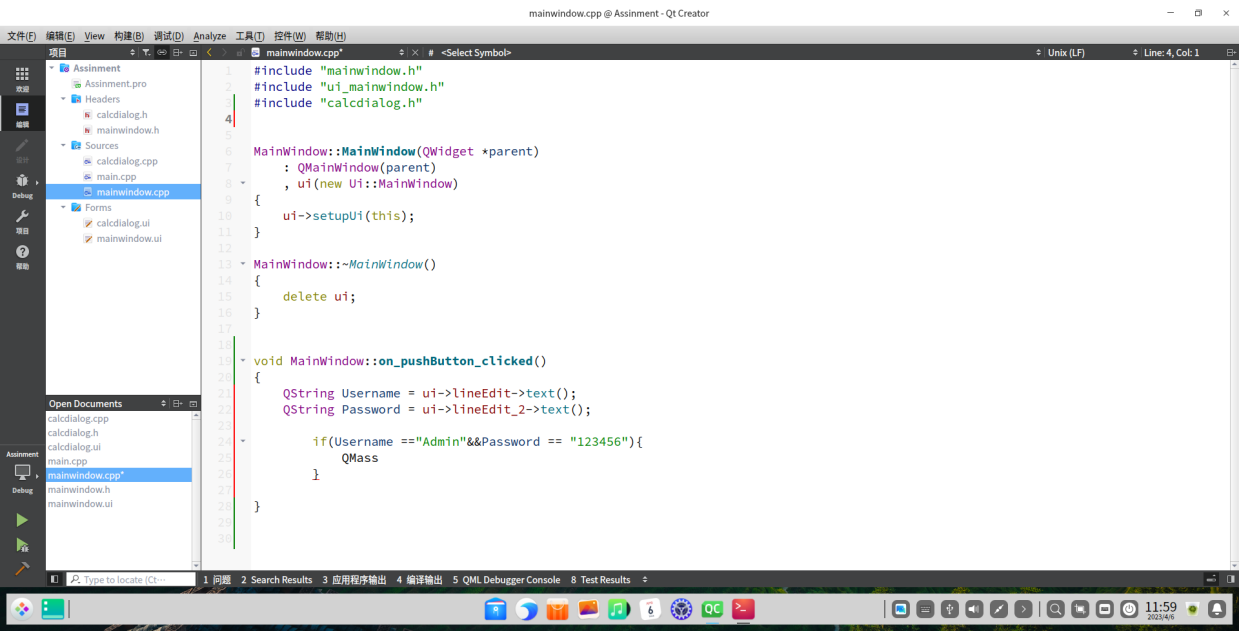 mainwindow.cpp @ Assinment - Qt Creator
文件(F) 编辑(E) View 构建(B) 调试(D) Analyze 工具(T) 控件(W) 帮助(H)
项目 mainwindow.cpp* # <Select Symbol> Unix (LF) Line: 4, Col: 1
欢迎
编辑
设计
Debug
项目
帮助
Assinment
Assinment.pro
Headers
calcdialog.h
mainwindow.h
Sources
calcdialog.cpp
main.cpp
mainwindow.cpp
Forms
calcdialog.ui
mainwindow.ui
Open Documents
calcdialog.cpp
calcdialog.h
calcdialog.ui
main.cpp
mainwindow.cpp*
mainwindow.h
mainwindow.ui
Assinment
Debug
1 #include "mainwindow.h"
2 #include "ui_mainwindow.h"
3 #include "calcdialog.h"
4
5
6 MainWindow::MainWindow(QWidget *parent)
7 : QMainWindow(parent)
8 , ui(new Ui::MainWindow)
9 {
10 ui->setupUi(this);
11 }
12
13 MainWindow::~MainWindow()
14 {
15 delete ui;
16 }
17
18
19 void MainWindow::on_pushButton_clicked()
20 {
21 QString Username = ui->lineEdit->text();
22 QString Password = ui->lineEdit_2->text();
23
24 if(Username =="Admin"&&Password == "123456"){
25 QMass
26 }
27
28 }
29
30
Type to locate (Ct... 1 问题 2 Search Results 3 应用程序输出 4 编译输出 5 QML Debugger Console 8 Test Results
6 QC 11:59
2023/4/6